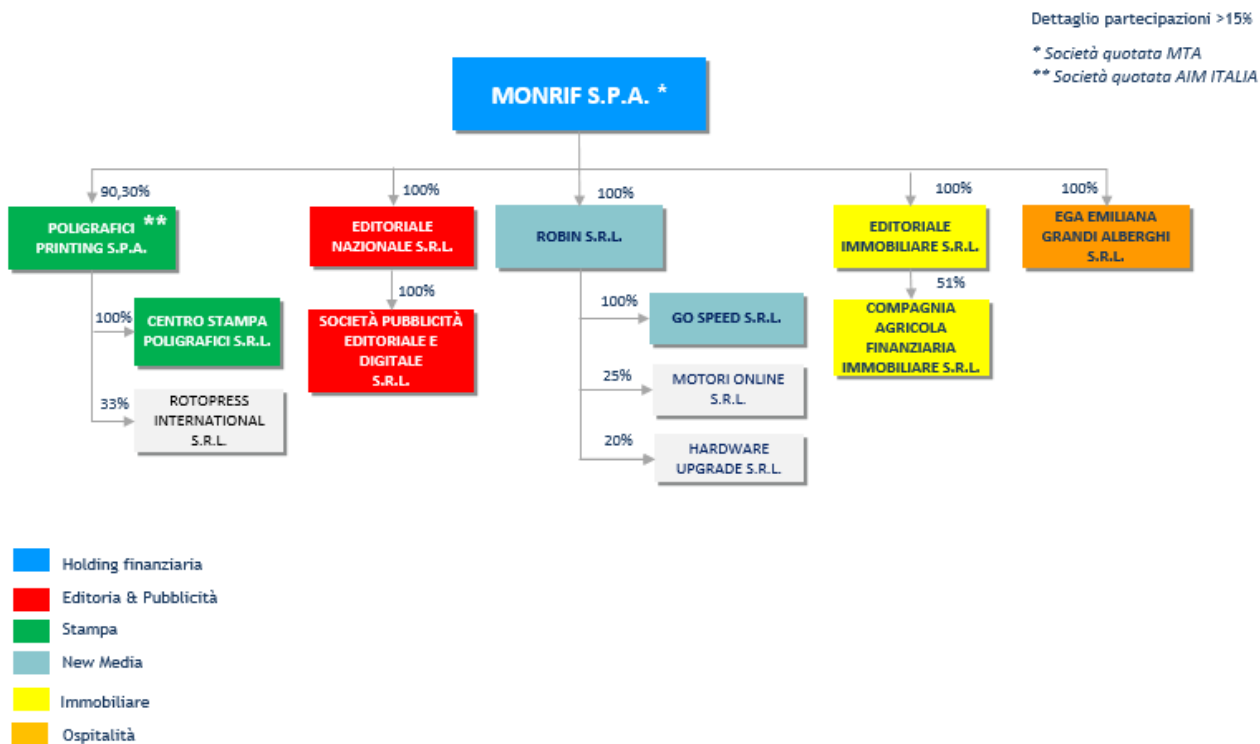 Dettaglio partecipazioni >15%
* Società quotata MTA
** Società quotata AIM ITALIA
MONRIF S.P.A. *
90,30%
100%
100%
100%
100%
POLIGRAFICI **
PRINTING S.P.A.
EDITORIALE
NAZIONALE S.R.L.
ROBIN S.R.L.
EDITORIALE
IMMOBILIARE S.R.L.
EGA EMILIANA
GRANDI ALBERGHI
S.R.L.
100%
CENTRO STAMPA
POLIGRAFICI S.R.L.
33%
ROTOPRESS
INTERNATIONAL
S.R.L.
100%
SOCIETÀ PUBBLICITÀ
EDITORIALE E
DIGITALE
S.R.L.
100%
GO SPEED S.R.L.
25%
MOTORI ONLINE
S.R.L.
20%
HARDWARE
UPGRADE S.R.L.
51%
COMPAGNIA
AGRICOLA
FINANZIARIA
IMMOBILIARE S.R.L.
Holding finanziaria
Editoria & Pubblicità
Stampa
New Media
Immobiliare
Ospitalità